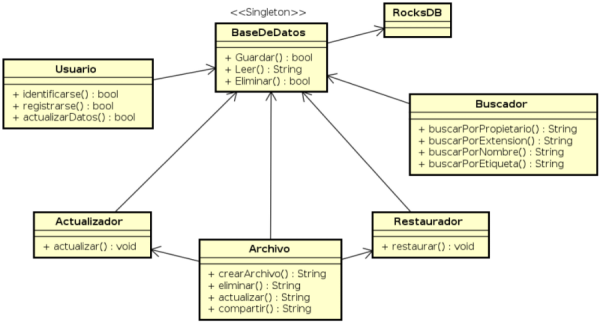 <<Singleton>>
BaseDeDatos
+ Guardar() : bool
+ Leer() : String
+ Eliminar() : bool
RocksDB
Usuario
+ identificarse() : bool
+ registrarse() : bool
+ actualizarDatos() : bool
Buscador
+ buscarPorPropietario() : String
+ buscarPorExtension() : String
+ buscarPorNombre() : String
+ buscarPorEtiqueta() : String
Actualizador
+ actualizar() : void
Archivo
+ crearArchivo() : String
+ eliminar() : String
+ actualizar() : String
+ compartir() : String
Restaurador
+ restaurar() : void